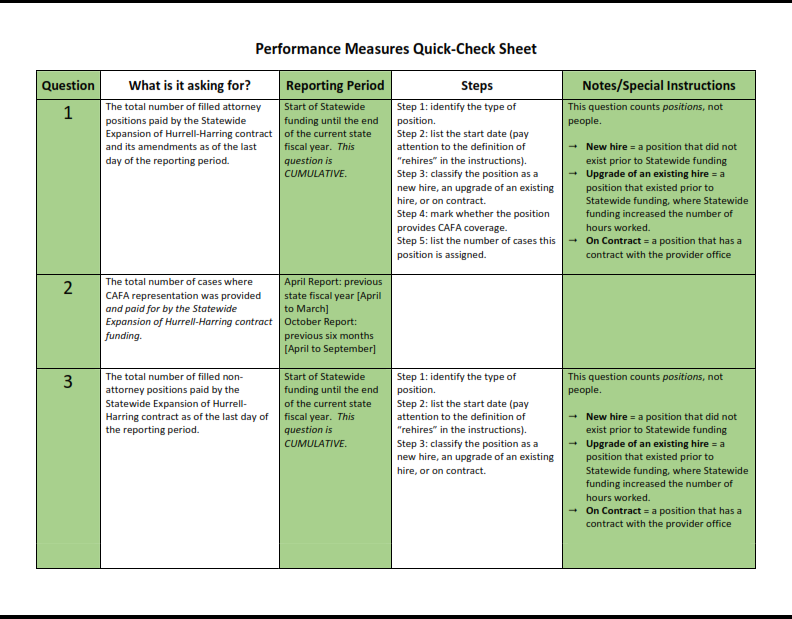 Performance Measures Quick-Check Sheet
Question
What is it asking for?
Reporting Period
Steps
Notes/Special Instructions
1
The total number of filled attorney
positions paid by the Statewide
Expansion of Hurrell-Harring contract
and its amendments as of the last
day of the reporting period.
Start of Statewide
funding until the end
of the current state
fiscal year. This
question is
CUMULATIVE.
Step 1: identify the type of
position.
Step 2: list the start date (pay
attention to the definition of
“rehires” in the instructions).
Step 3: classify the position as a
new hire, an upgrade of an existing
hire, or on contract.
Step 4: mark whether the position
provides CAFA coverage.
Step 5: list the number of cases this
position is assigned.
This question counts positions, not
people.
→ New hire = a position that did not
exist prior to Statewide funding
→ Upgrade of an existing hire = a
position that existed prior to
Statewide funding, where Statewide
funding increased the number of
hours worked.
→ On Contract = a position that has a
contract with the provider office
2
The total number of cases where
CAFA representation was provided
and paid for by the Statewide
Expansion of Hurrell-Harring contract
funding.
April Report: previous
state fiscal year [April
to March]
October Report:
previous six months
[April to September]
3
The total number of filled non-
attorney positions paid by the
Statewide Expansion of Hurrell-
Harring contract as of the last day of
the reporting period.
Start of Statewide
funding until the end
of the current state
fiscal year. This
question is
CUMULATIVE.
Step 1: identify the type of
position.
Step 2: list the start date (pay
attention to the definition of
“rehires” in the instructions).
Step 3: classify the position as a
new hire, an upgrade of an existing
hire, or on contract.
This question counts positions, not
people.
→ New hire = a position that did not
exist prior to Statewide funding
→ Upgrade of an existing hire = a
position that existed prior to
Statewide funding, where Statewide
funding increased the number of
hours worked.
→ On Contract = a position that has a
contract with the provider office